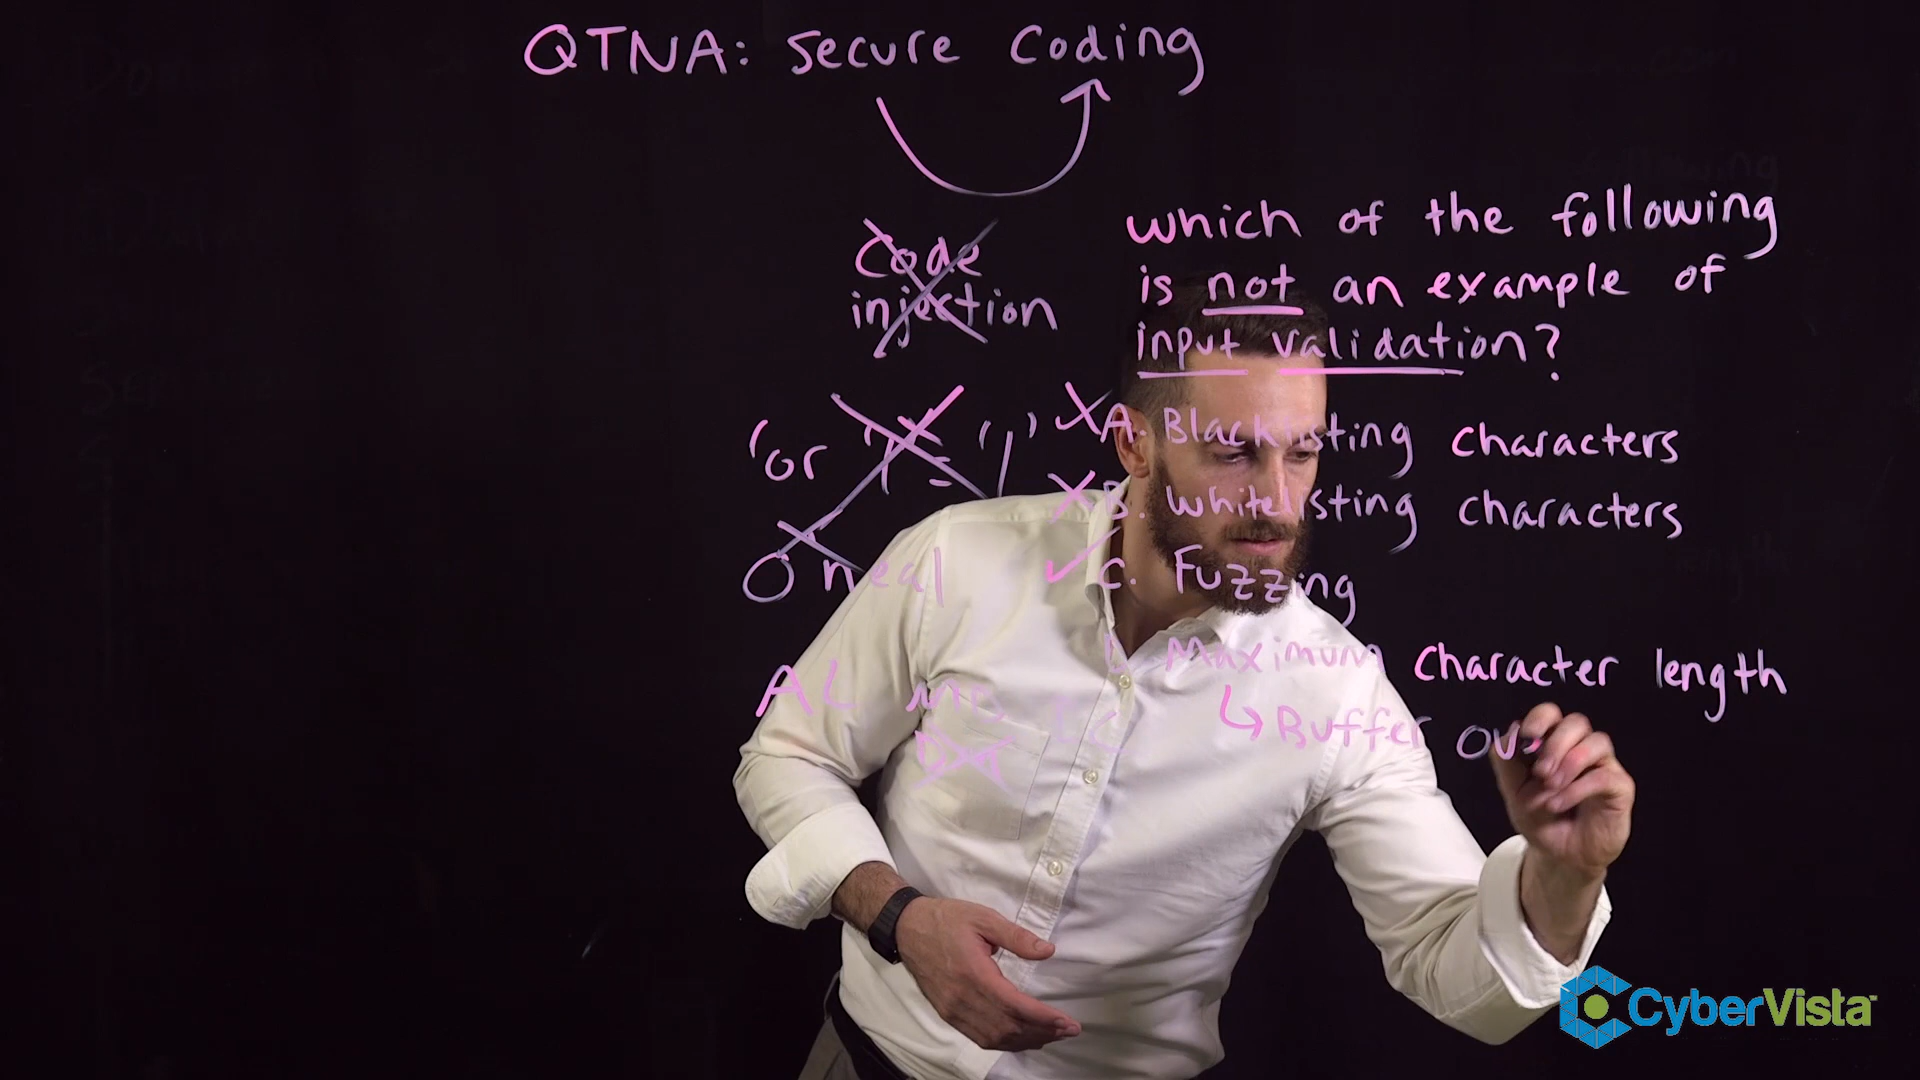 QTNA: Secure Coding
Code
injection
which of the following
is not an example of
input validation?
A. Blacklisting characters
B. Whitelisting characters
C. Fuzzing
Maximum character length
Buffer ov
'or '1' = '1'
O'neal
AL MD
CyberVista